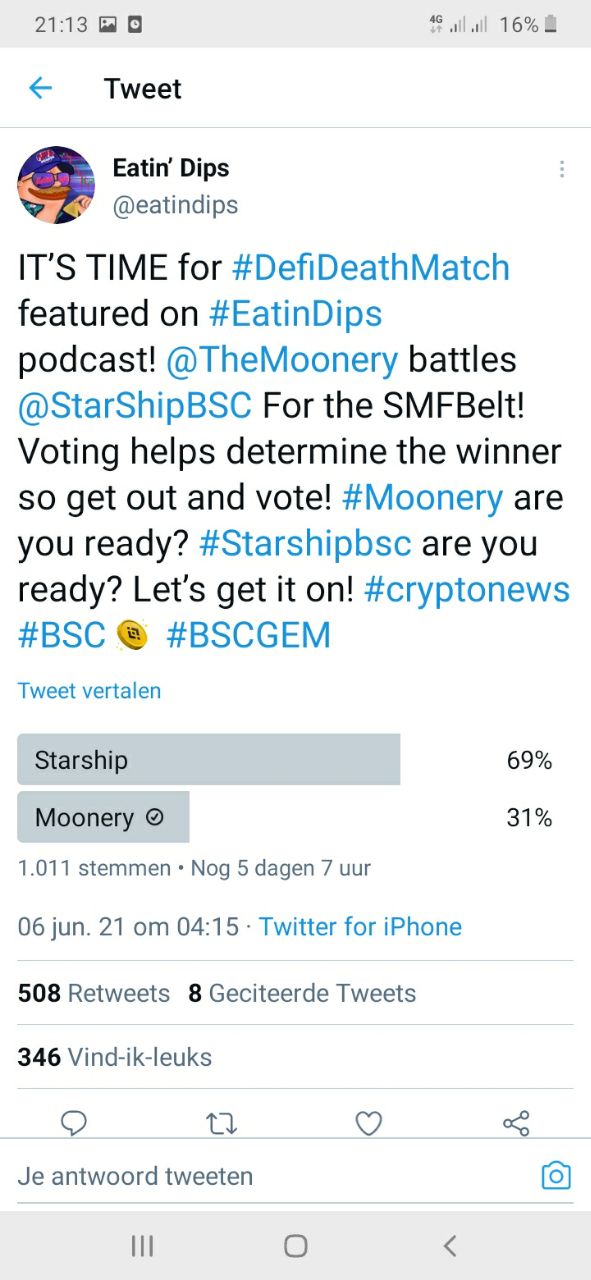 21:13 4G 16%
Tweet
Eatin’ Dips
@eatindips
IT’S TIME for #DefiDeathMatch
featured on #EatinDips
podcast! @TheMoonery battles
@StarShipBSC For the SMFBelt!
Voting helps determine the winner
so get out and vote! #Moonery are
you ready? #Starshipbsc are you
ready? Let’s get it on! #cryptonews
#BSC #BSCGEM
Tweet vertalen
Starship 69%
Moonery 31%
1.011 stemmen • Nog 5 dagen 7 uur
06 jun. 21 om 04:15 · Twitter for iPhone
508 Retweets 8 Geciteerde Tweets
346 Vind-ik-leuks
Je antwoord tweeten